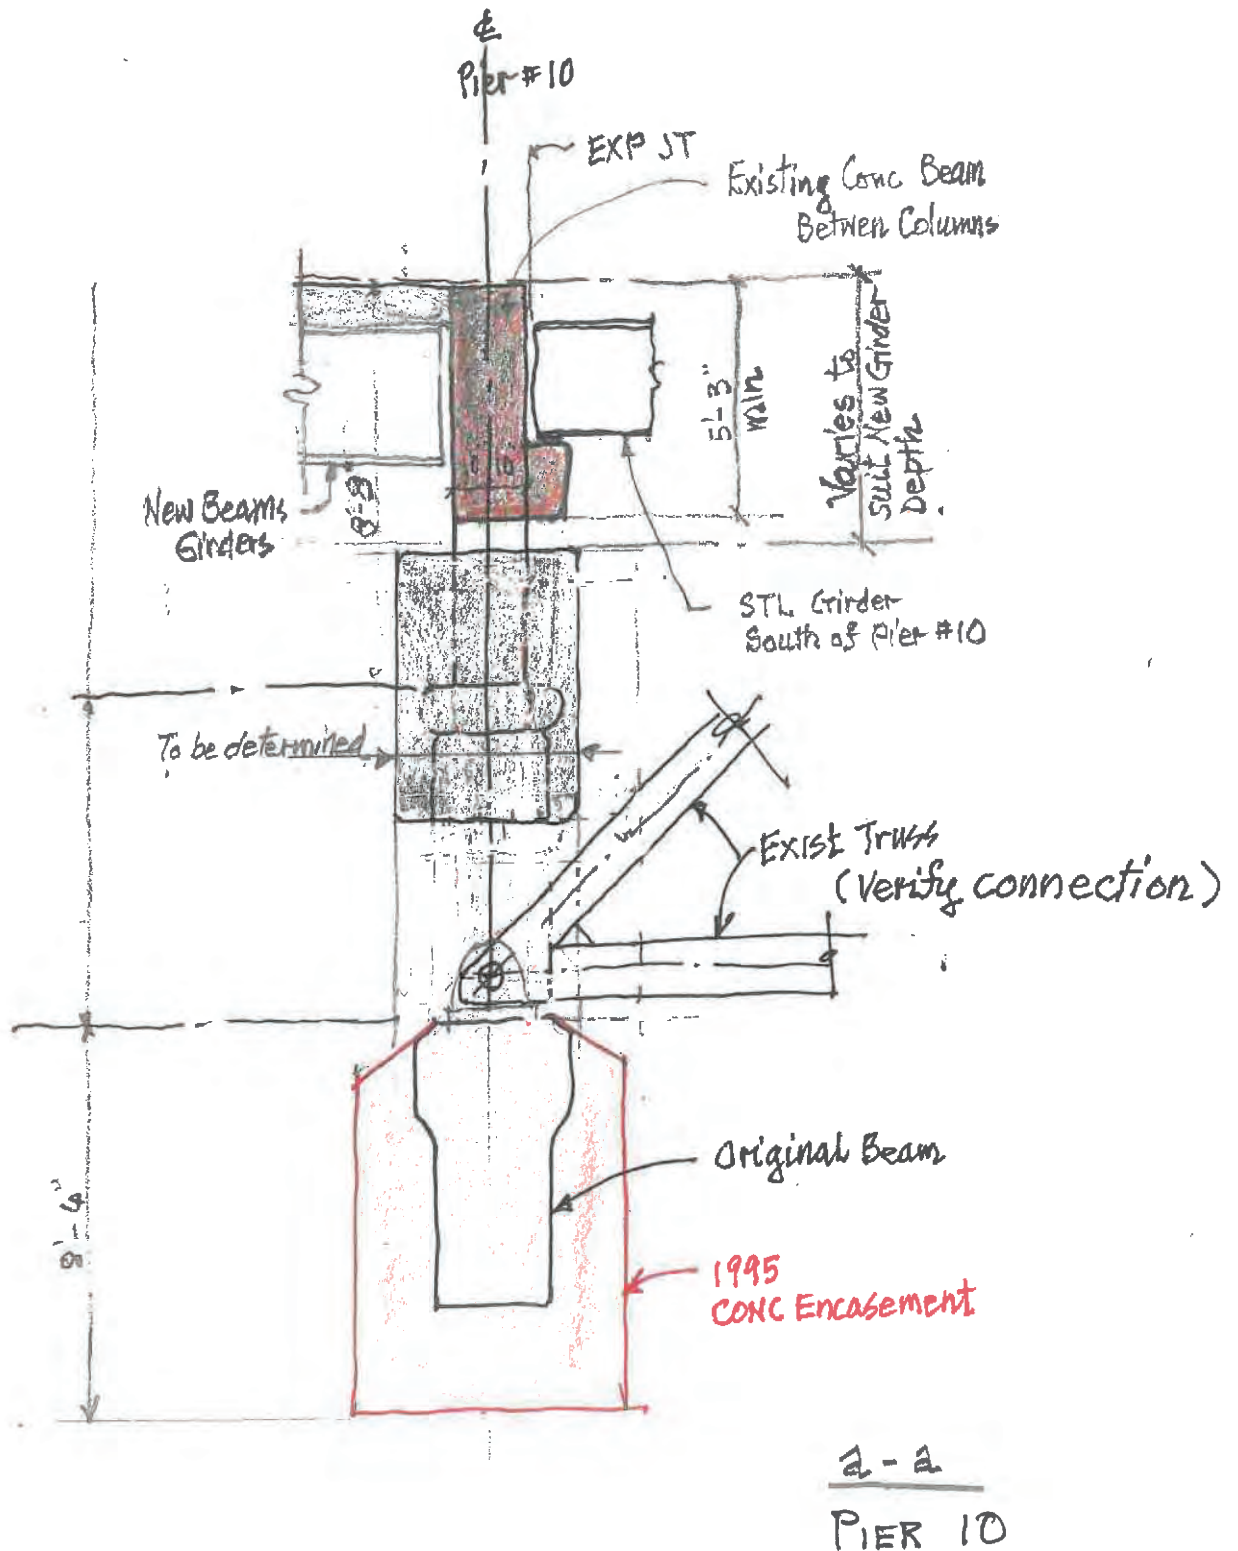 ℄
Pier #10
EXP JT
Existing Conc Beam
Betwen Columns
5'-3"
min
Varies to
Suit New Girder
Depth
New Beams
Girders
STL Girder
South of Pier #10
To be determined
Exist Truss
(Verify connection)
Original Beam
1995
CONC Encasement
a-a
PIER 10